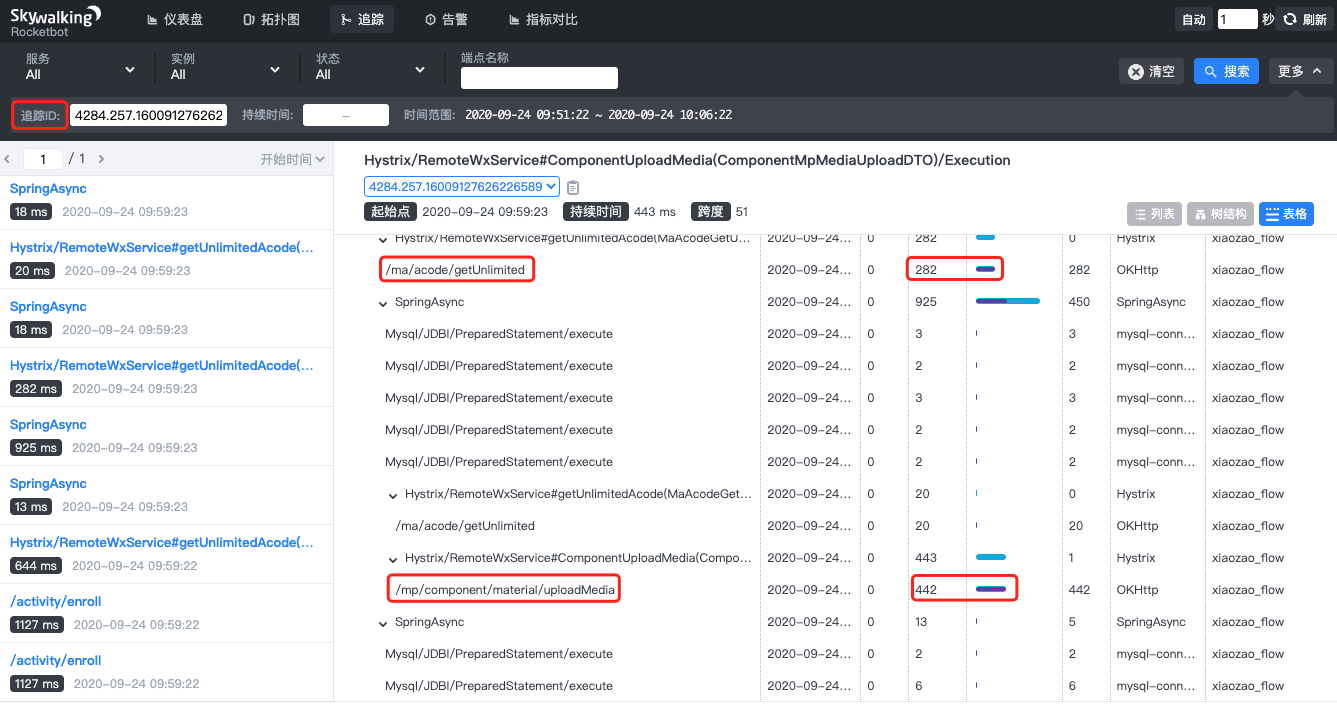 Skywalking
Rocketbot
仪表盘 拓扑图 追踪 告警 指标对比 自动 1 秒 刷新
服务 All 实例 All 状态 All 端点名称 清空 搜索 更多
追踪ID: 4284.257.160091276262 持续时间: – 时间范围: 2020-09-24 09:51:22 ~ 2020-09-24 10:06:22
1 / 1 开始时间
SpringAsync
18 ms 2020-09-24 09:59:23
Hystrix/RemoteWxService#getUnlimitedAcode(...
20 ms 2020-09-24 09:59:23
SpringAsync
18 ms 2020-09-24 09:59:23
Hystrix/RemoteWxService#getUnlimitedAcode(...
282 ms 2020-09-24 09:59:23
SpringAsync
925 ms 2020-09-24 09:59:23
SpringAsync
13 ms 2020-09-24 09:59:23
Hystrix/RemoteWxService#getUnlimitedAcode(...
644 ms 2020-09-24 09:59:22
/activity/enroll
1127 ms 2020-09-24 09:59:22
/activity/enroll
1127 ms 2020-09-24 09:59:22
Hystrix/RemoteWxService#ComponentUploadMedia(ComponentMpMediaUploadDTO)/Execution
4284.257.16009127626226589
起始点 2020-09-24 09:59:23 持续时间 443 ms 跨度 51
列表 树结构 表格
Hystrix/RemoteWxService#getUnlimitedAcode(MaAcodeGetU... 2020-09-24... 0 282 0 Hystrix xiaozao_flow
/ma/acode/getUnlimited 2020-09-24... 0 282 282 OKHttp xiaozao_flow
SpringAsync 2020-09-24... 0 925 450 SpringAsync xiaozao_flow
Mysql/JDBI/PreparedStatement/execute 2020-09-24... 0 3 3 mysql-conn... xiaozao_flow
Mysql/JDBI/PreparedStatement/execute 2020-09-24... 0 2 2 mysql-conn... xiaozao_flow
Mysql/JDBI/PreparedStatement/execute 2020-09-24... 0 3 3 mysql-conn... xiaozao_flow
Mysql/JDBI/PreparedStatement/execute 2020-09-24... 0 2 2 mysql-conn... xiaozao_flow
Mysql/JDBI/PreparedStatement/execute 2020-09-24... 0 2 2 mysql-conn... xiaozao_flow
Hystrix/RemoteWxService#getUnlimitedAcode(MaAcodeGet... 2020-09-24... 0 20 0 Hystrix xiaozao_flow
/ma/acode/getUnlimited 2020-09-24... 0 20 20 OKHttp xiaozao_flow
Hystrix/RemoteWxService#ComponentUploadMedia(Compo... 2020-09-24... 0 443 1 Hystrix xiaozao_flow
/mp/component/material/uploadMedia 2020-09-24... 0 442 442 OKHttp xiaozao_flow
SpringAsync 2020-09-24... 0 13 5 SpringAsync xiaozao_flow
Mysql/JDBI/PreparedStatement/execute 2020-09-24... 0 2 2 mysql-conn... xiaozao_flow
Mysql/JDBI/PreparedStatement/execute 2020-09-24... 0 6 6 mysql-conn... xiaozao_flow